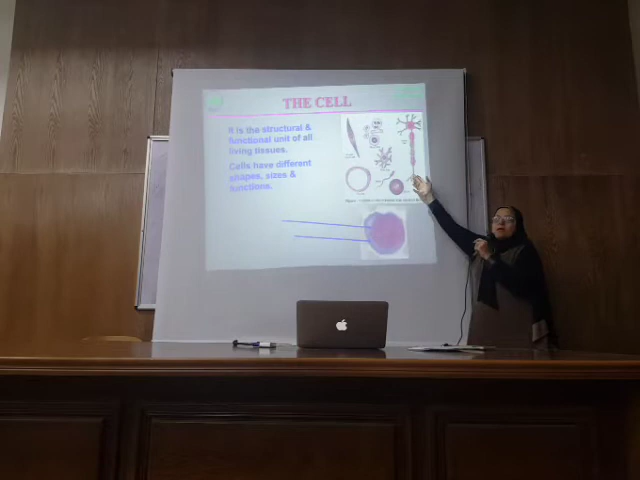 THE CELL
It is the structural &
functional unit of all
living tissues.
Cells have different
shapes, sizes &
functions.